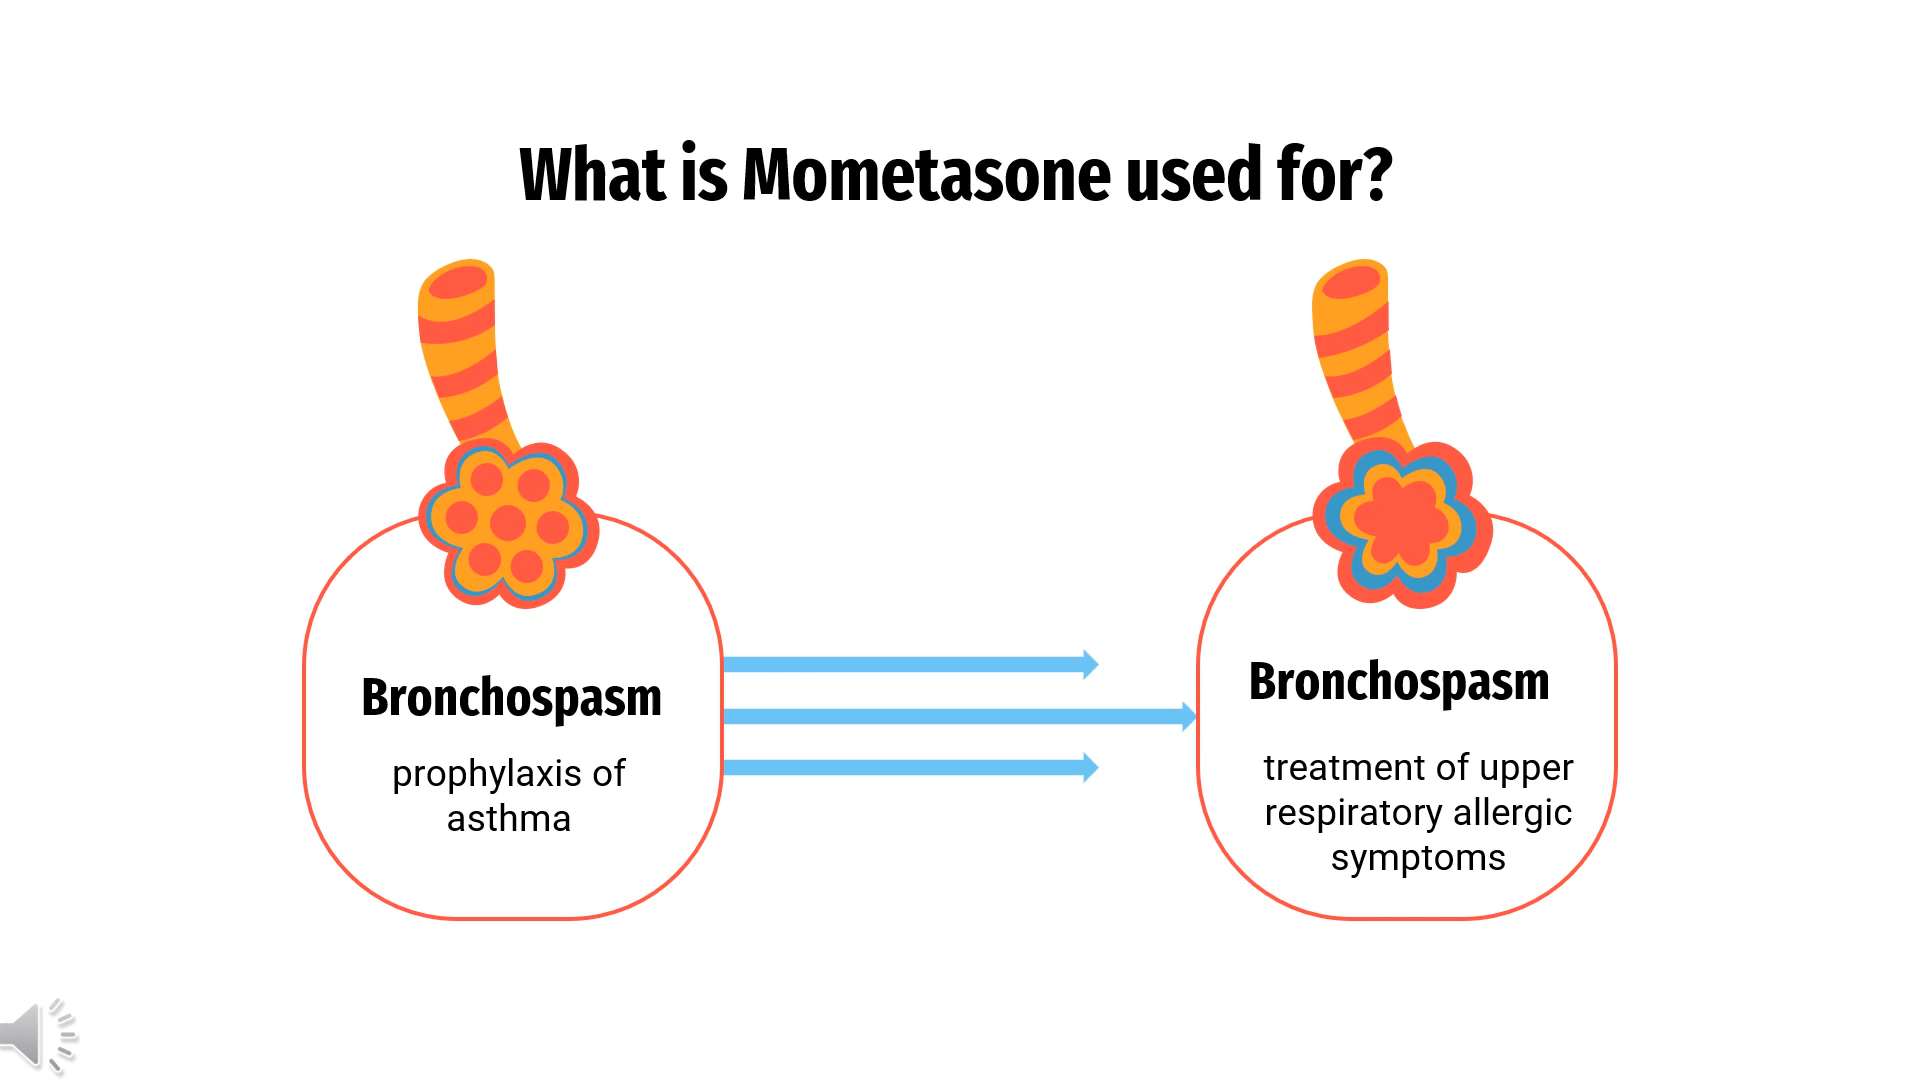 What is Mometasone used for?
Bronchospasm
prophylaxis of
asthma
Bronchospasm
treatment of upper
respiratory allergic
symptoms